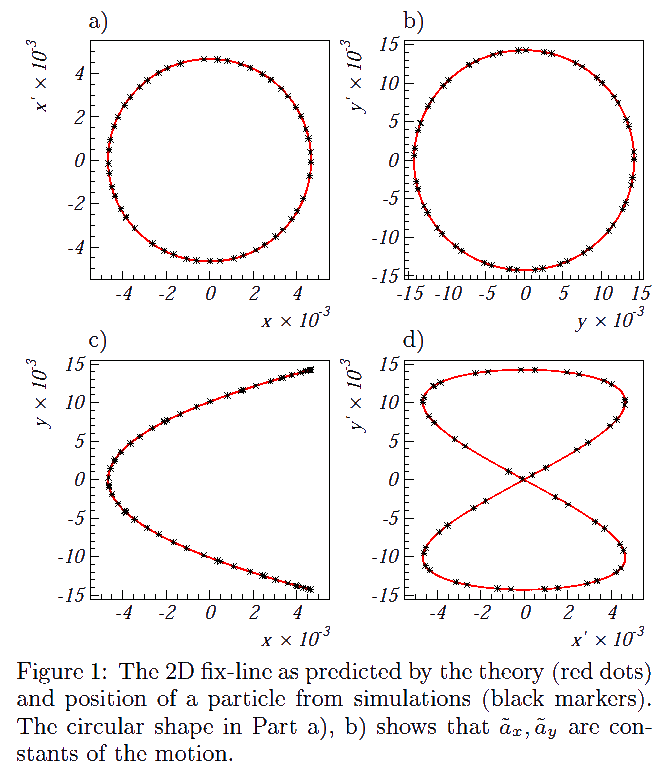 a)
b)
x' × 10⁻³
4
2
0
-2
-4
-4 -2 0 2 4
x × 10⁻³
y' × 10⁻³
15
10
5
0
-5
-10
-15
-15 -10 -5 0 5 10 15
y × 10⁻³
c)
d)
y × 10⁻³
15
10
5
0
-5
-10
-15
-4 -2 0 2 4
x × 10⁻³
y' × 10⁻³
15
10
5
0
-5
-10
-15
-4 -2 0 2 4
x' × 10⁻³
Figure 1: The 2D fix-line as predicted by the theory (red dots)
and position of a particle from simulations (black markers).
The circular shape in Part a), b) shows that ãₓ, ãᵧ are con-
stants of the motion.